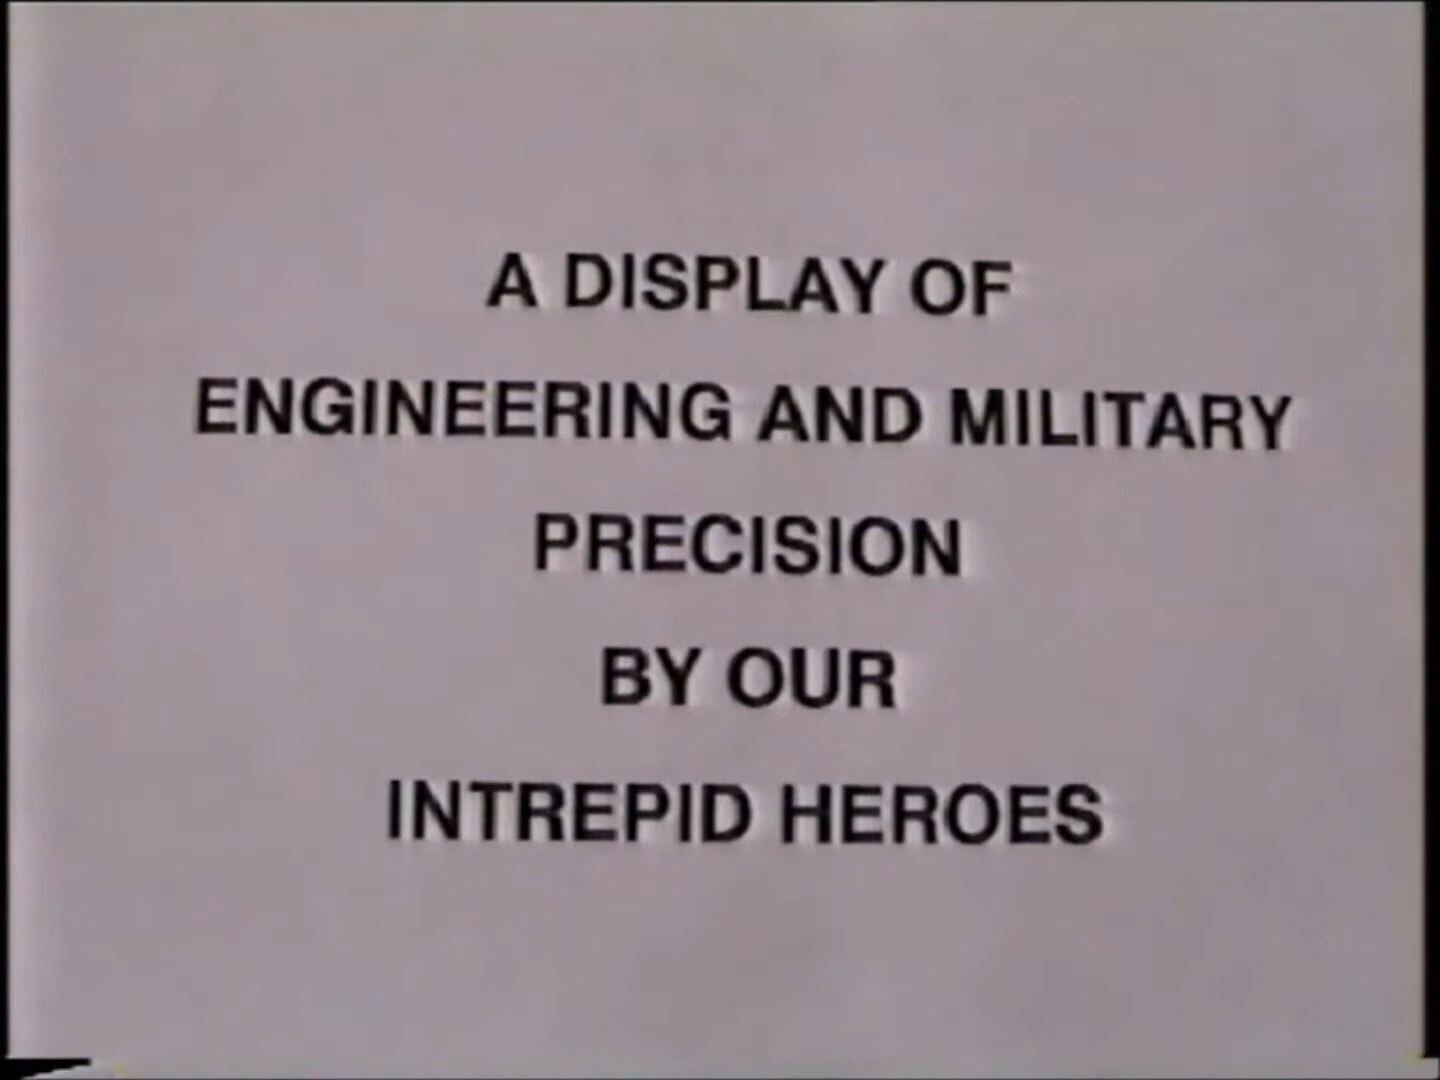 A DISPLAY OF
ENGINEERING AND MILITARY
PRECISION
BY OUR
INTREPID HEROES